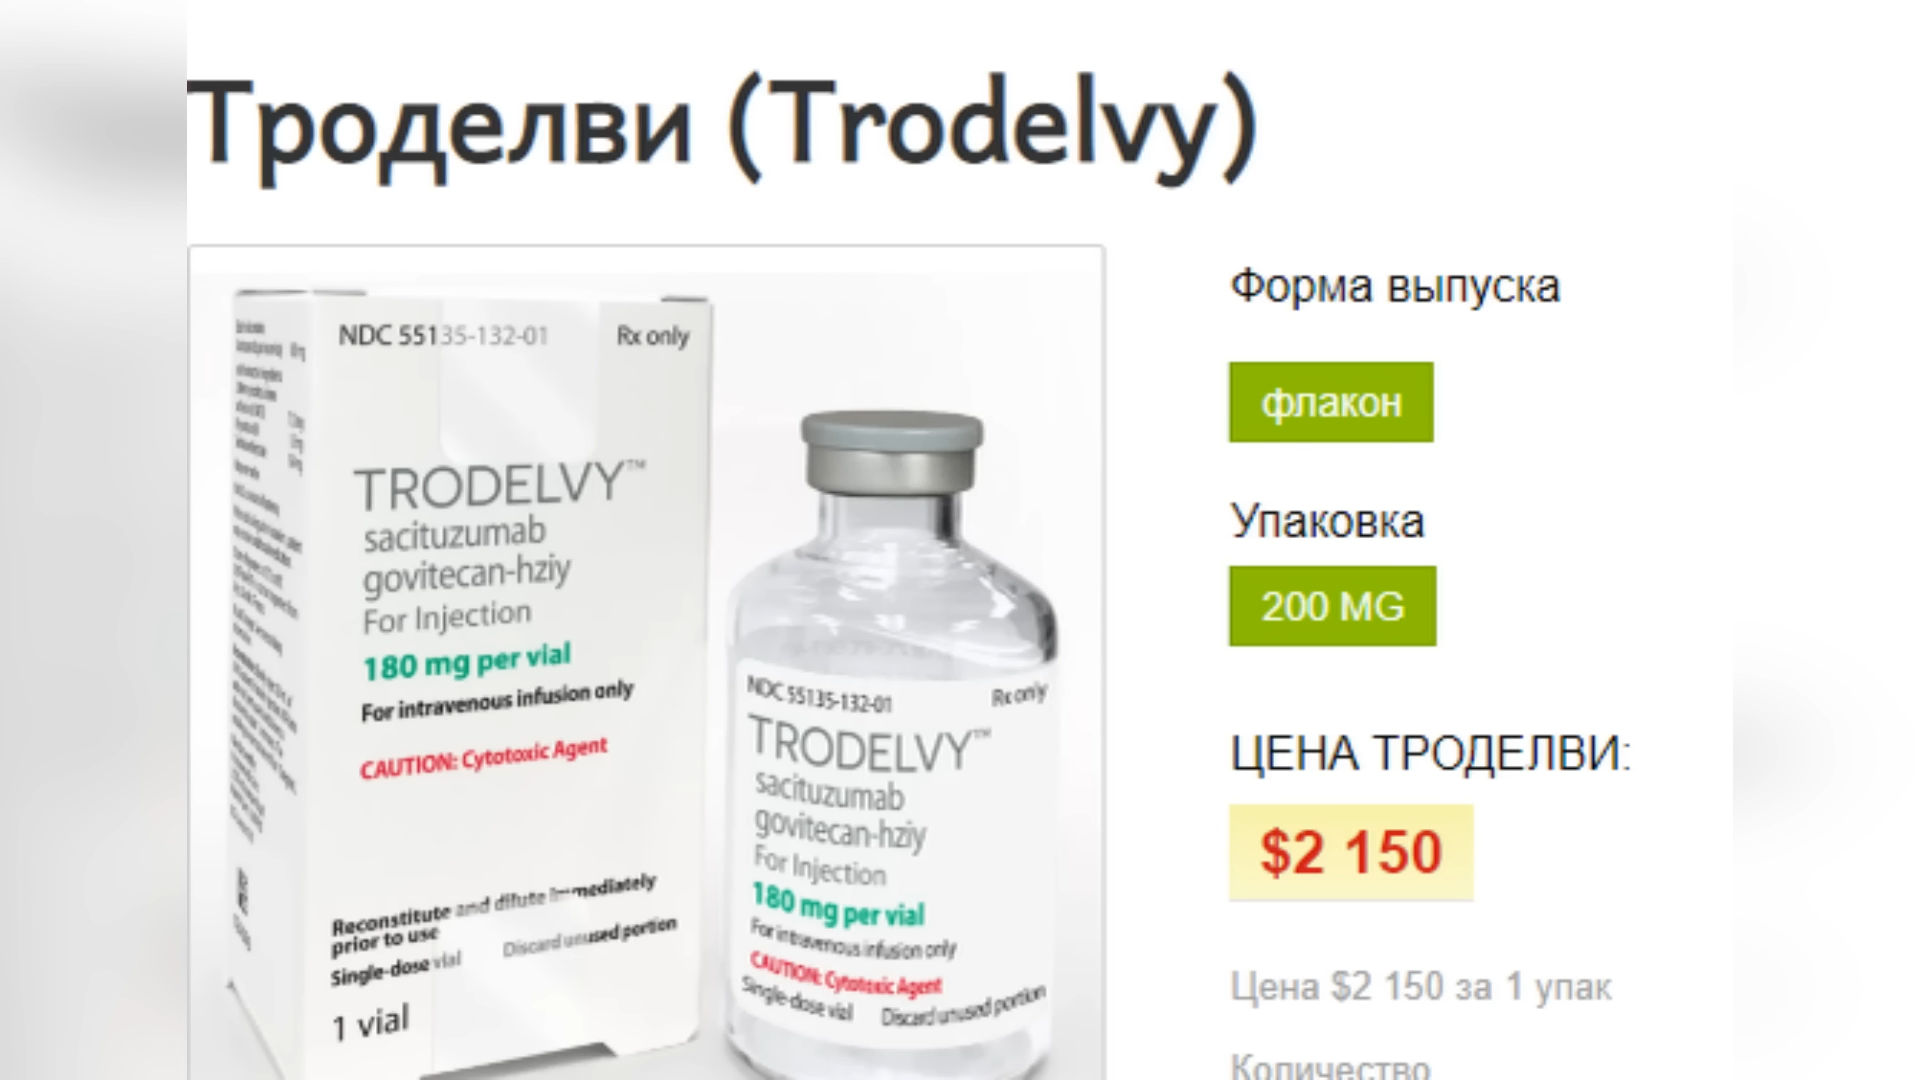 Троделви (Trodelvy)
NDC 55135-132-01 Rx only
TRODELVY™
sacituzumab
govitecan-hziy
For Injection
180 mg per vial
For intravenous infusion only
CAUTION: Cytotoxic Agent
Reconstitute and dilute immediately
prior to use
Single-dose vial Discard unused portion
1 vial
NDC 55135-132-01 Rx only
TRODELVY™
sacituzumab
govitecan-hziy
For Injection
180 mg per vial
For intravenous infusion only
CAUTION: Cytotoxic Agent
Single-dose vial Discard unused portion
Форма выпуска
флакон
Упаковка
200 MG
ЦЕНА ТРОДЕЛВИ:
$2 150
Цена $2 150 за 1 упак
Количество